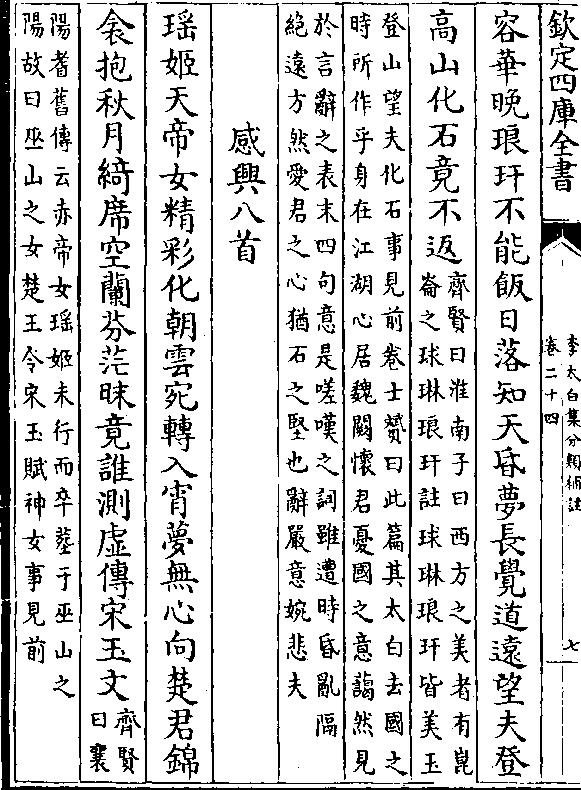 欽定四庫全書
李太白集分類補註
卷二十四
七
容華晚琅玕不能飯日落知天昏夢長覺道遠望夫登
高山化石竟不返齊賢曰淮南子曰西方之美者有崑
崙之球琳琅玕註球琳琅玕皆美玉
登山望夫化石事見前卷士贇曰此篇其太白去國之
時所作乎身在江湖心居魏闕懷君憂國之意藹然見
於言辭之表末四句意是嗟嘆之詞雖遭時昏亂隔
絶遠方然愛君之心猶石之堅也辭嚴意婉悲夫
感興八首
瑶姬天帝女精彩化朝雲宛轉入宵夢無心向楚君錦
衾抱秋月綺席空蘭芬茫昧竟誰測虚傳宋玉文齊賢
曰襄
陽耆舊傳云赤帝女瑶姬未行而卒塟于巫山之
陽故曰巫山之女楚王令宋玉賦神女事見前